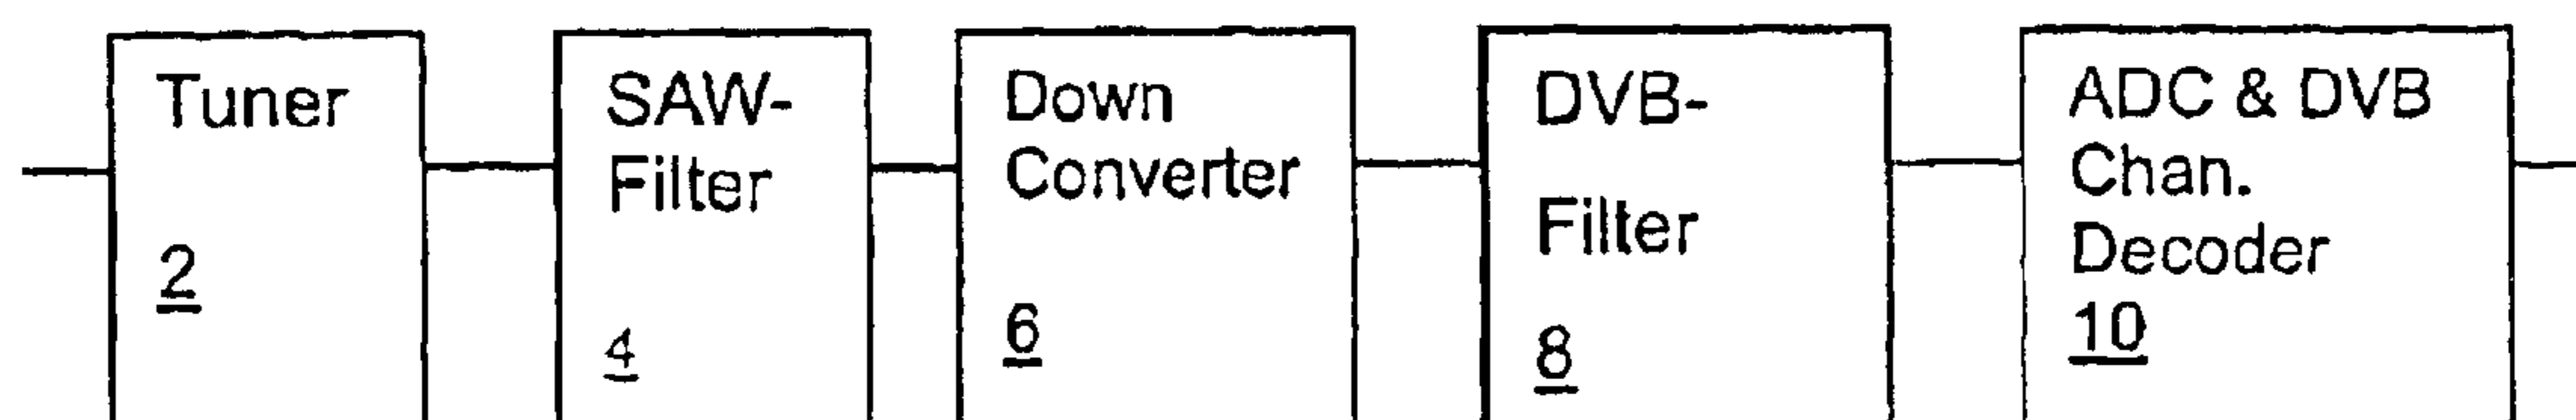 Tuner
2
SAW-
Filter
4
Down
Converter
6
DVB-
Filter
8
ADC & DVB
Chan.
Decoder
10